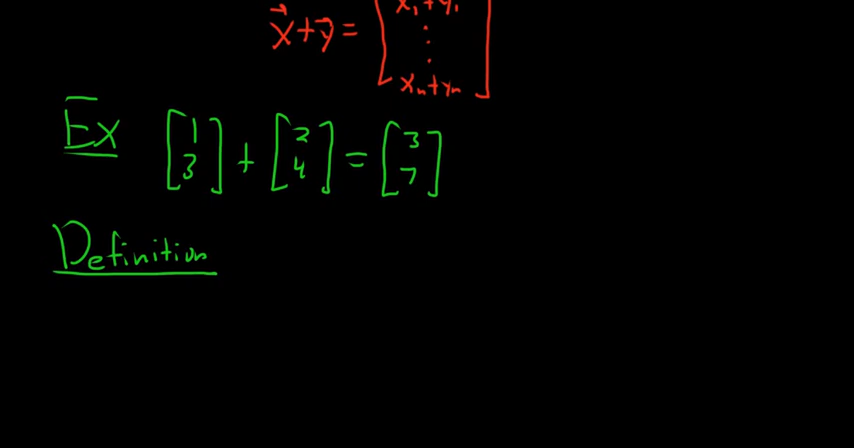 x⃗ + y⃗ = [x₁ + y₁ ⋮ xₙ + yₙ]
Ex [1 3] + [2 4] = [3 7]
Definition